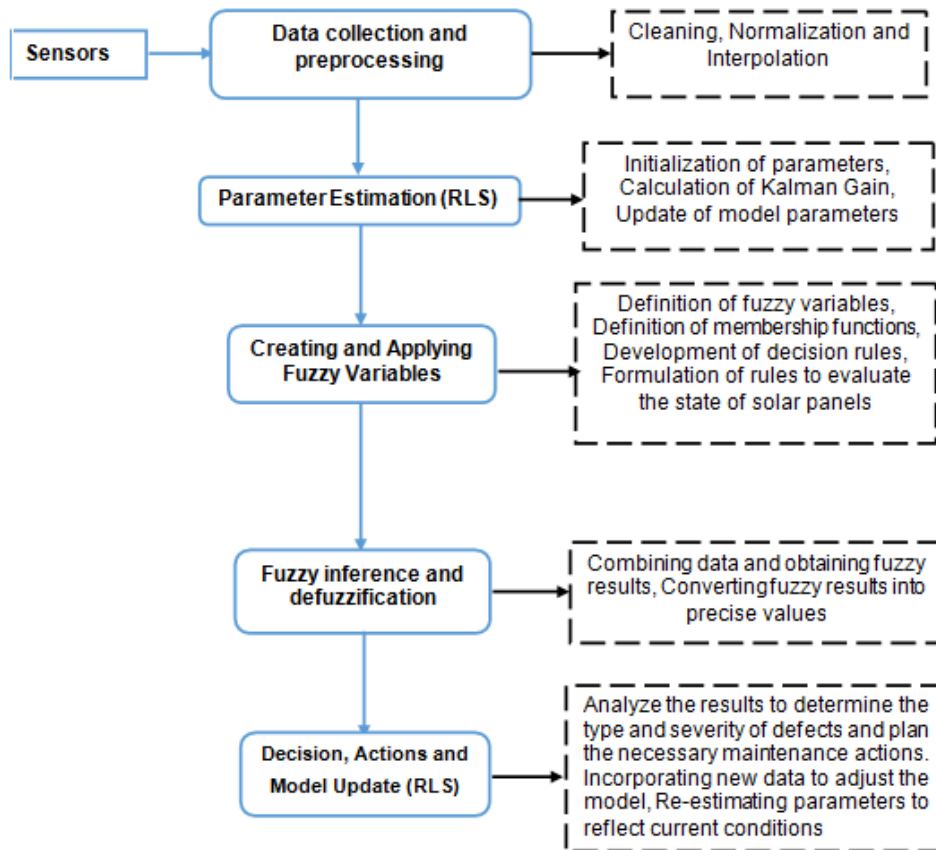 Sensors
Data collection and
preprocessing
Cleaning, Normalization and
Interpolation
Parameter Estimation (RLS)
Initialization of parameters,
Calculation of Kalman Gain,
Update of model parameters
Creating and Applying
Fuzzy Variables
Definition of fuzzy variables,
Definition of membership functions,
Development of decision rules,
Formulation of rules to evaluate
the state of solar panels
Fuzzy inference and
defuzzification
Combining data and obtaining fuzzy
results, Converting fuzzy results into
precise values
Decision, Actions and
Model Update (RLS)
Analyze the results to determine the
type and severity of defects and plan
the necessary maintenance actions.
Incorporating new data to adjust the
model, Re-estimating parameters to
reflect current conditions